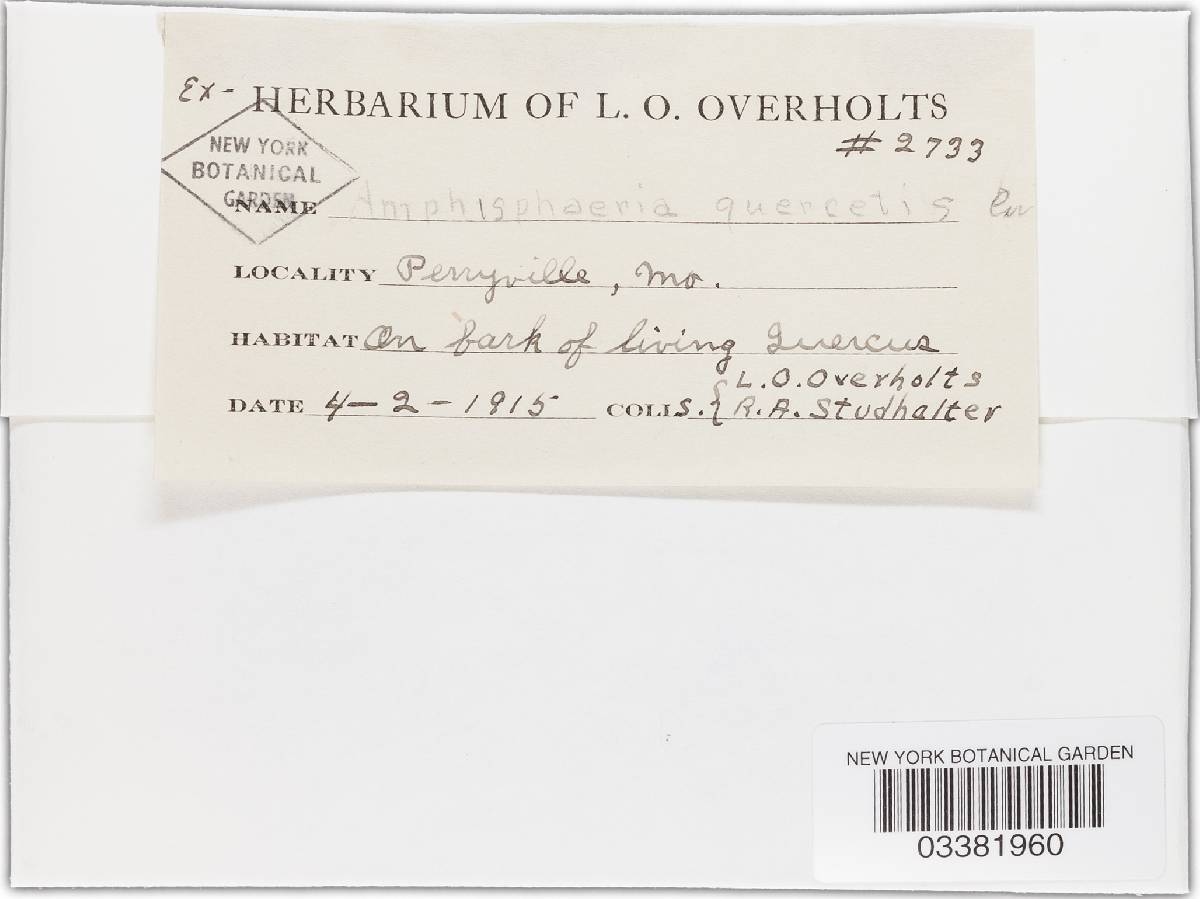 Ex- HERBARIUM OF L. O. OVERHOLTS
# 2733
NEW YORK
BOTANICAL
GARDEN
NAME Amphisphaeria quercetis
LOCALITY Perryville, Mo.
HABITAT On bark of living Quercus
DATE 4-2-1915 COLLS. { L.O. Overholts
R.A. Studhalter
NEW YORK BOTANICAL GARDEN
03381960